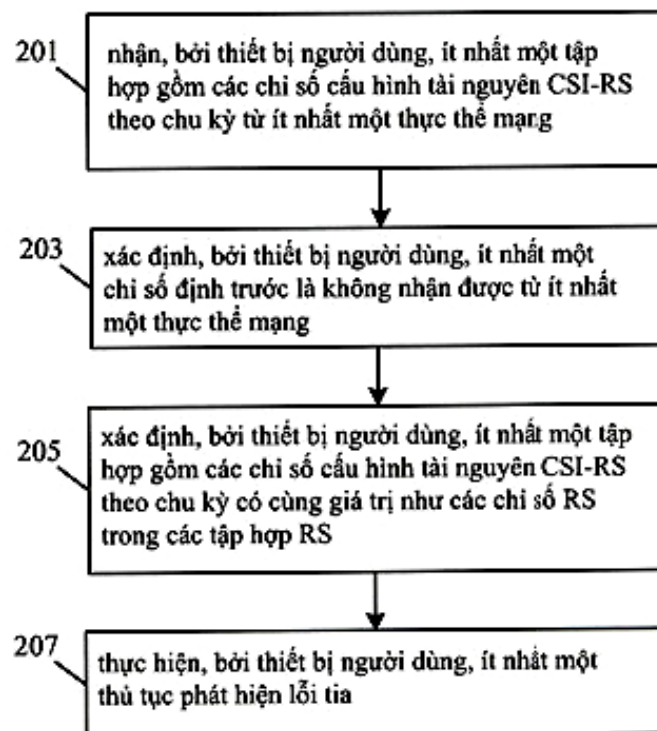 201
nhận, bởi thiết bị người dùng, ít nhất một tập
hợp gồm các chỉ số cấu hình tài nguyên CSI-RS
theo chu kỳ từ ít nhất một thực thể mạng
203
xác định, bởi thiết bị người dùng, ít nhất một
chỉ số định trước là không nhận được từ ít nhất
một thực thể mạng
205
xác định, bởi thiết bị người dùng, ít nhất một tập
hợp gồm các chỉ số cấu hình tài nguyên CSI-RS
theo chu kỳ có cùng giá trị như các chỉ số RS
trong các tập hợp RS
207
thực hiện, bởi thiết bị người dùng, ít nhất một
thủ tục phát hiện lỗi tia